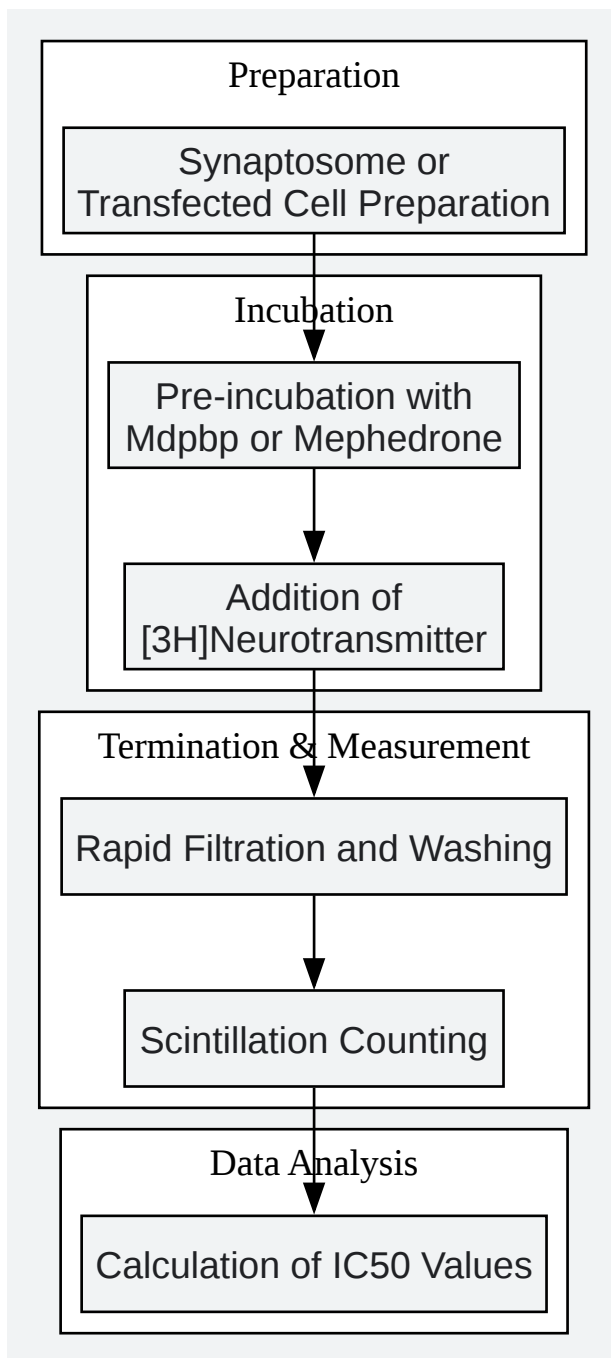 Preparation
Synaptosome or
Transfected Cell Preparation
Incubation
Pre-incubation with
Mdpbp or Mephedrone
Addition of
[3H]Neurotransmitter
Termination & Measurement
Rapid Filtration and Washing
Scintillation Counting
Data Analysis
Calculation of IC50 Values